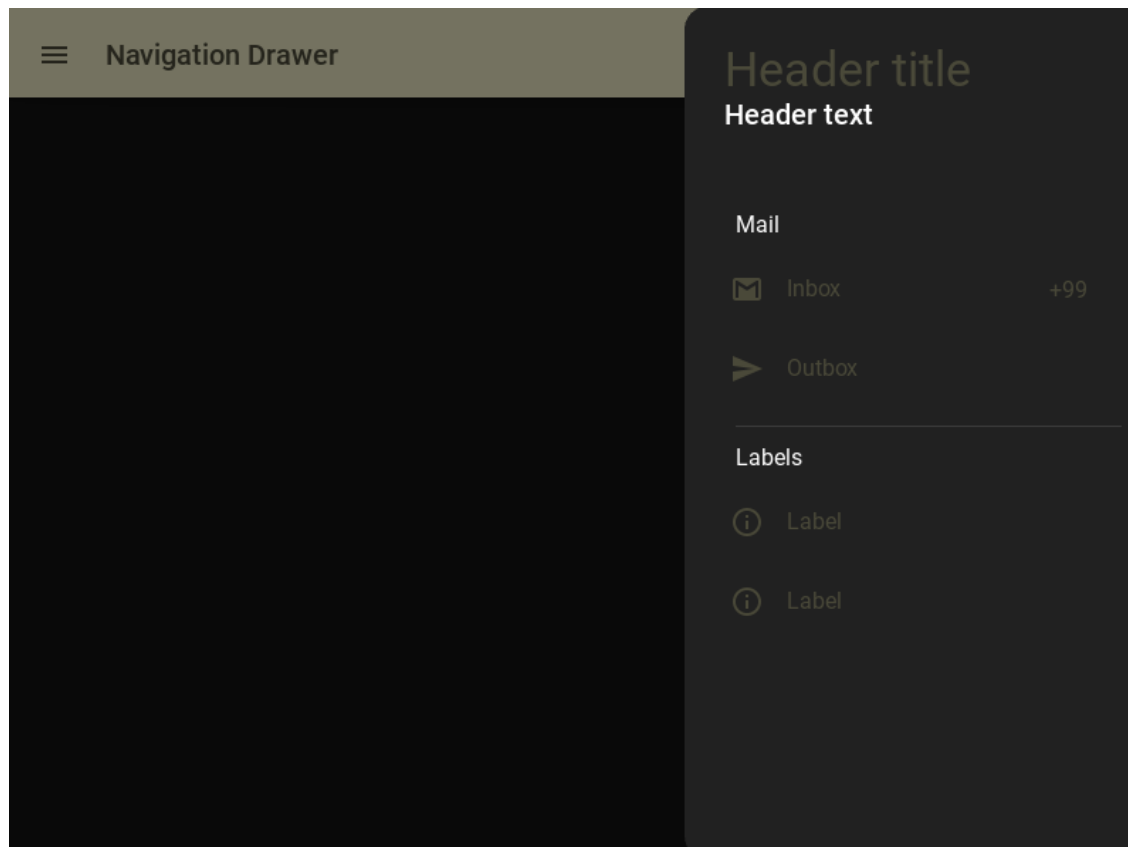 Navigation Drawer
Header title
Header text
Mail
Inbox +99
Outbox
Labels
Label
Label